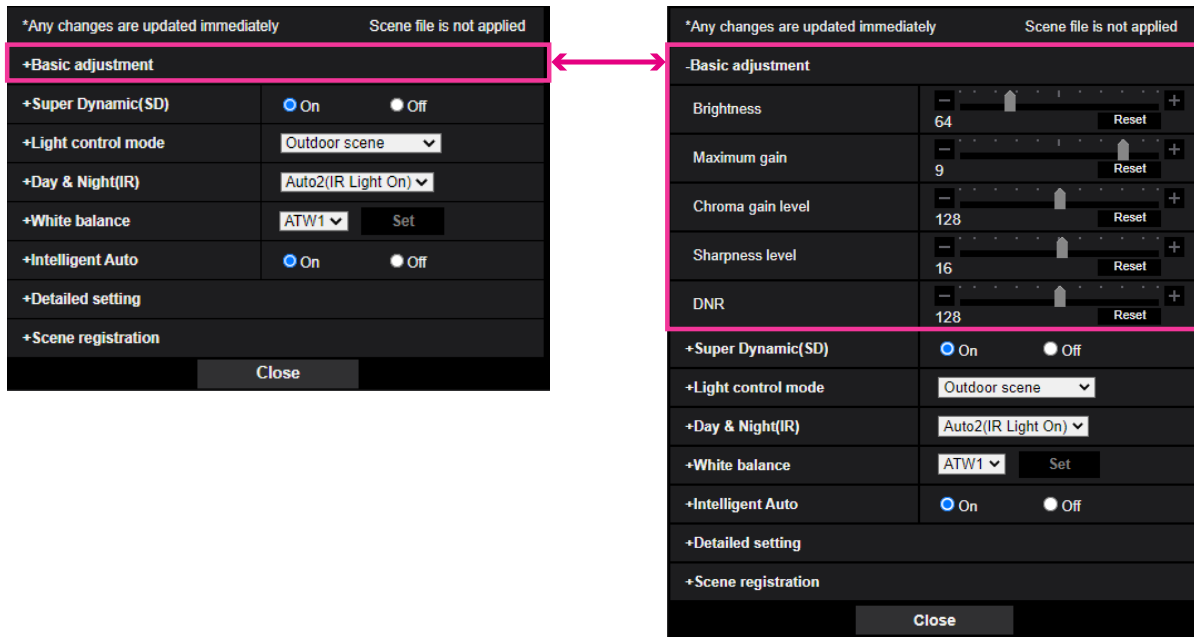 *Any changes are updated immediately Scene file is not applied
+Basic adjustment
+Super Dynamic(SD) On Off
+Light control mode Outdoor scene
+Day & Night(IR) Auto2(IR Light On)
+White balance ATW1 Set
+Intelligent Auto On Off
+Detailed setting
+Scene registration
Close
*Any changes are updated immediately Scene file is not applied
-Basic adjustment
Brightness - +
64 Reset
Maximum gain - +
9 Reset
Chroma gain level - +
128 Reset
Sharpness level - +
16 Reset
DNR - +
128 Reset
+Super Dynamic(SD) On Off
+Light control mode Outdoor scene
+Day & Night(IR) Auto2(IR Light On)
+White balance ATW1 Set
+Intelligent Auto On Off
+Detailed setting
+Scene registration
Close